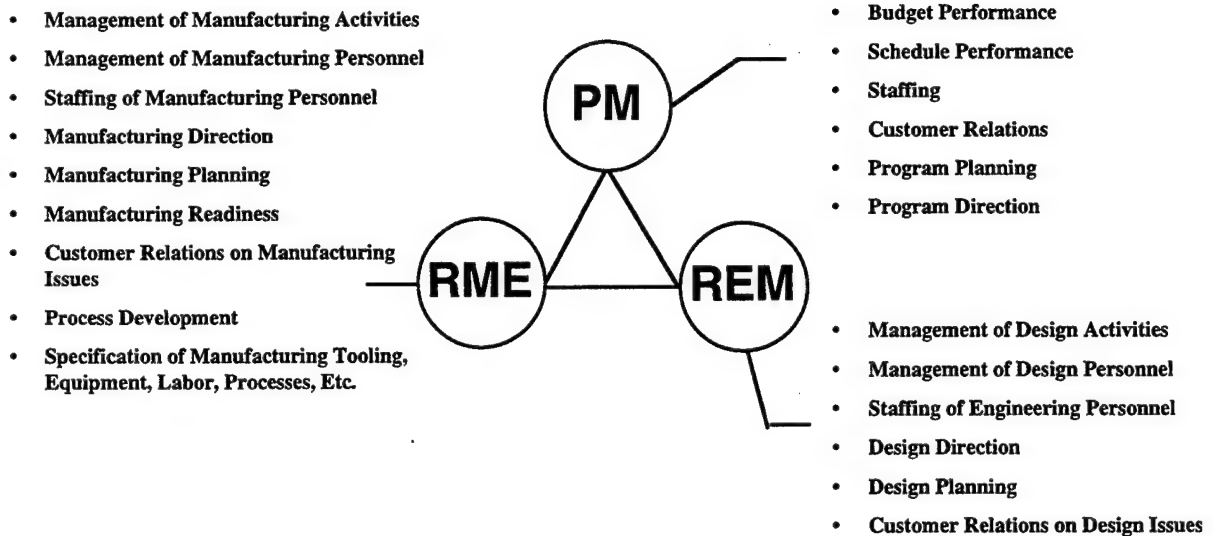 • Management of Manufacturing Activities
• Management of Manufacturing Personnel
• Staffing of Manufacturing Personnel
• Manufacturing Direction
• Manufacturing Planning
• Manufacturing Readiness
• Customer Relations on Manufacturing
Issues
• Process Development
• Specification of Manufacturing Tooling,
Equipment, Labor, Processes, Etc.
PM
RME
REM
• Budget Performance
• Schedule Performance
• Staffing
• Customer Relations
• Program Planning
• Program Direction
• Management of Design Activities
• Management of Design Personnel
• Staffing of Engineering Personnel
• Design Direction
• Design Planning
• Customer Relations on Design Issues